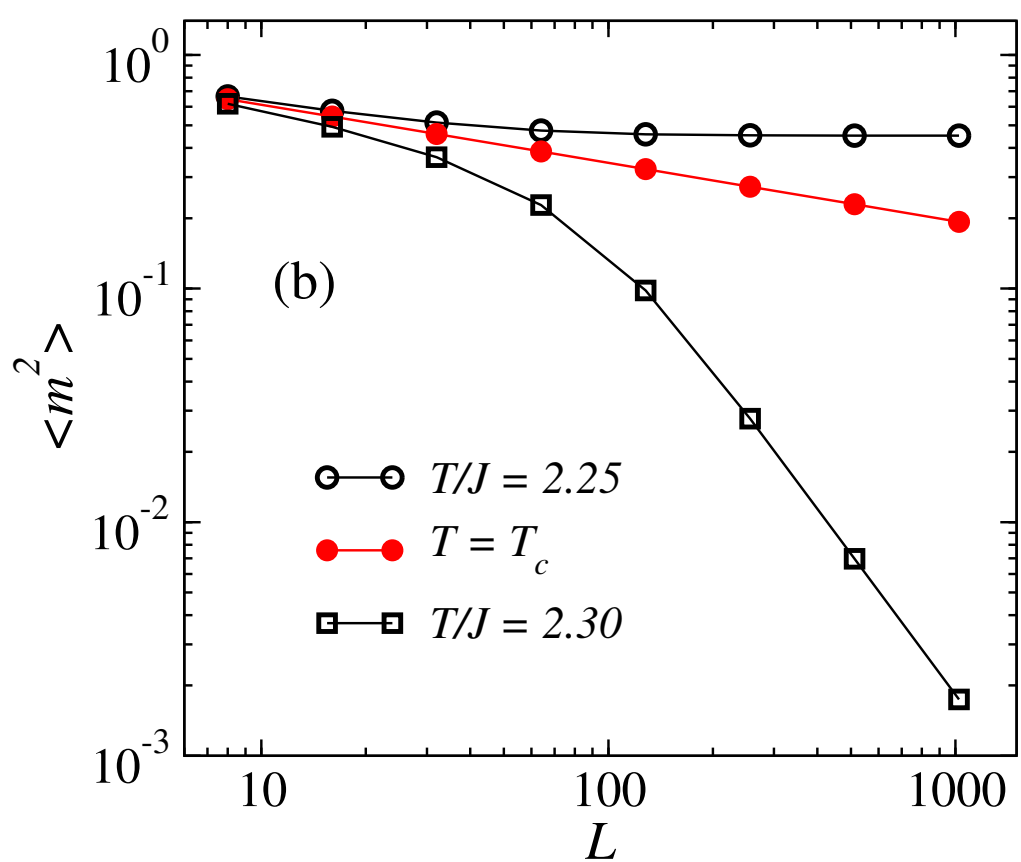 10^0
(b)
10^-1
<m^2>
T/J = 2.25
10^-2
T = T_c
T/J = 2.30
10^-3
10 100 1000
L